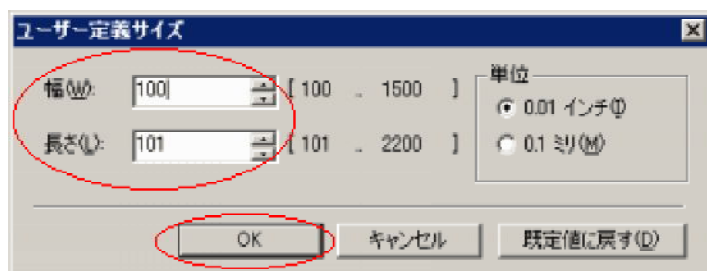 ユーザー定義サイズ
幅(W): 100 [ 100 .. 1500 ]
長さ(L): 101 [ 101 .. 2200 ]
単位
0.01 インチ(I)
0.1 ミリ(M)
OK キャンセル 既定値に戻す(D)